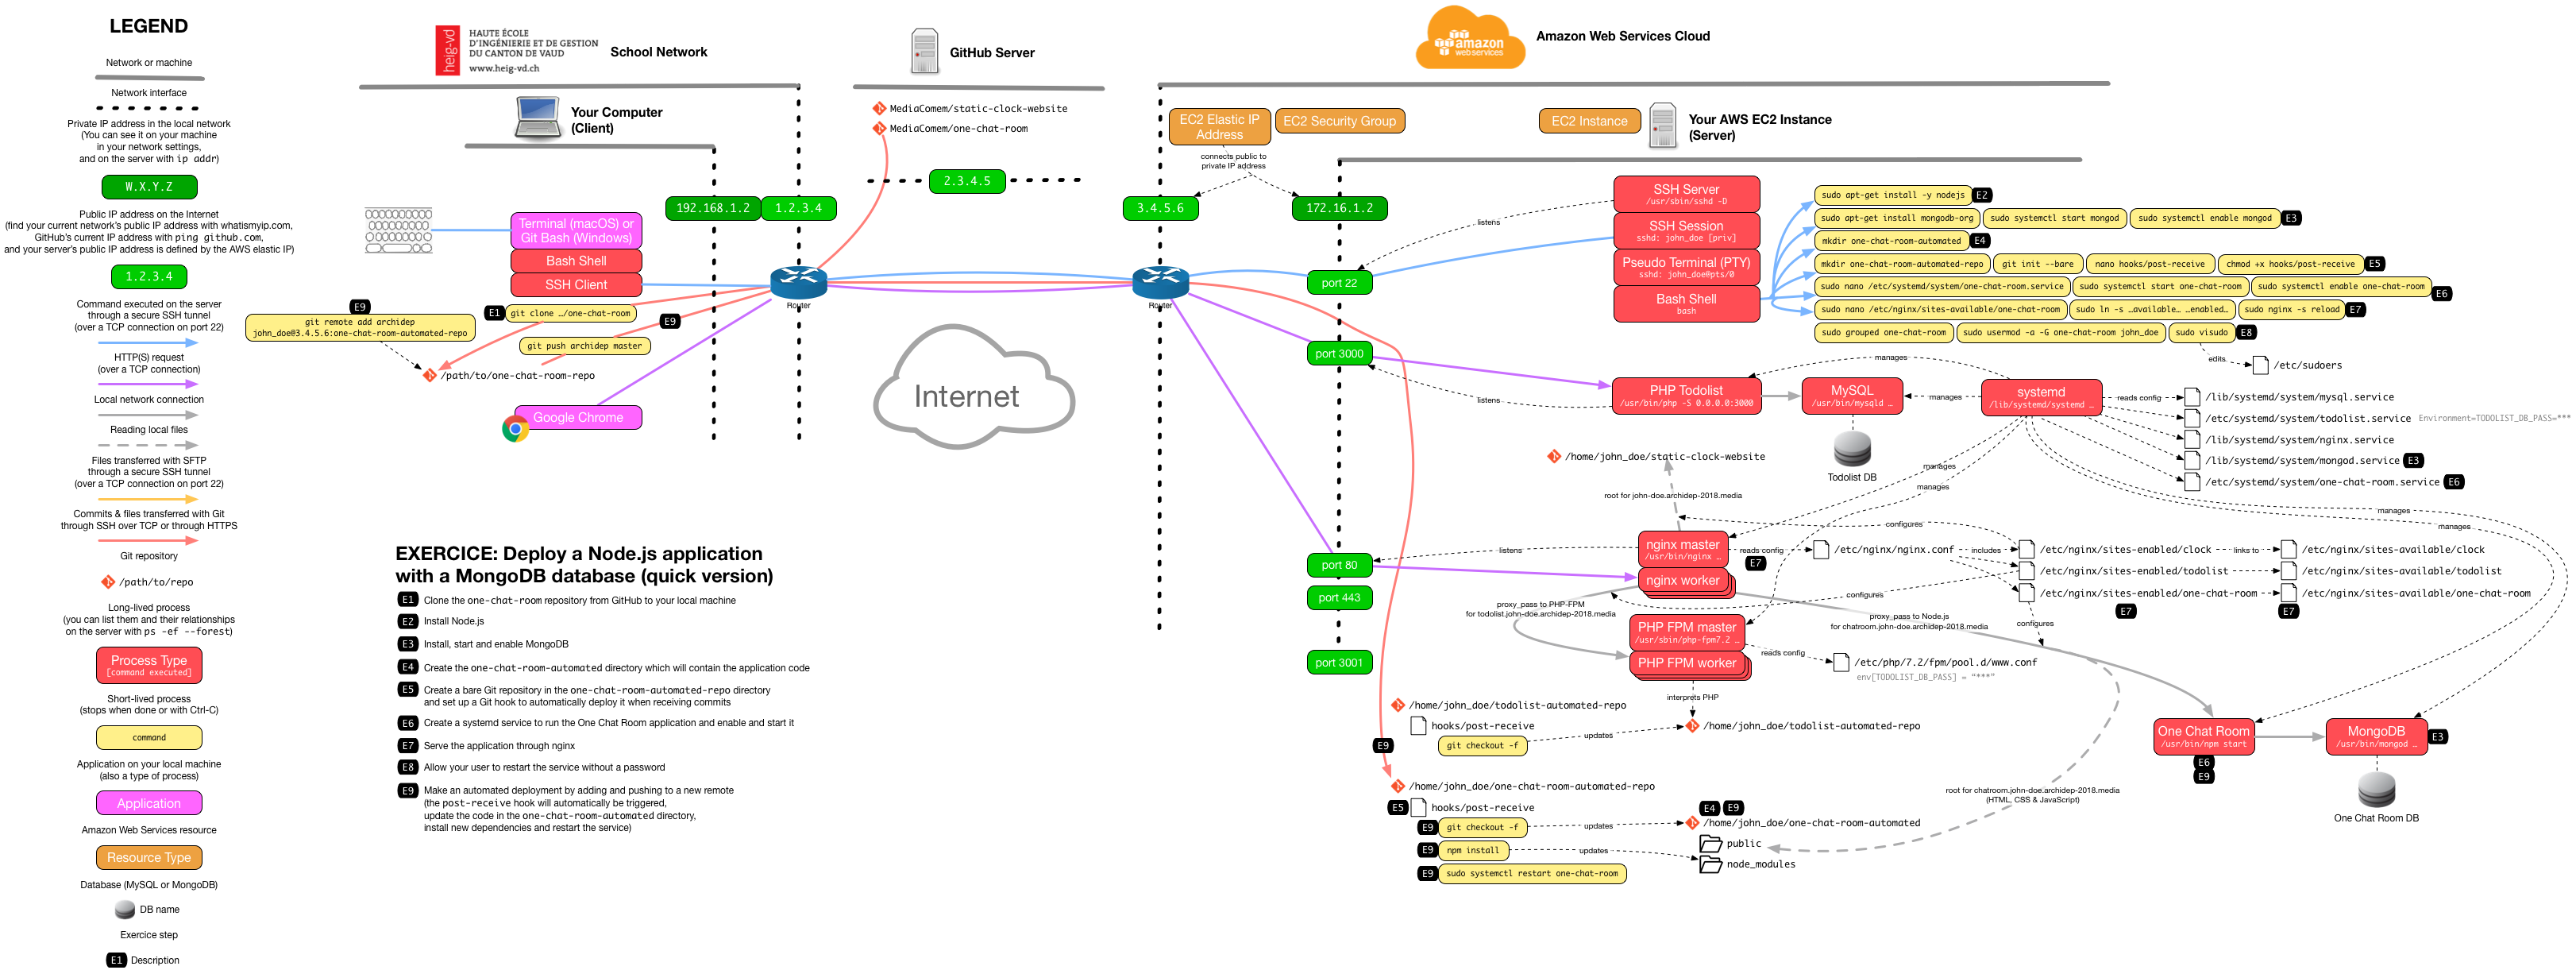 LEGEND
Network or machine
Network interface
Private IP address in the local network
(You can see it on your machine
in your network settings,
and on the server with ip addr)
W.X.Y.Z
Public IP address on the Internet
(find your current network's public IP address with whatismyip.com,
GitHub's current IP address with ping github.com,
and your server's public IP address is defined by the AWS elastic IP)
1.2.3.4
Command executed on the server
through a secure SSH tunnel
(over a TCP connection on port 22)
HTTP(S) request
(over a TCP connection)
Local network connection
Reading local files
Files transferred with SFTP
through a secure SSH tunnel
(over a TCP connection on port 22)
Commits & files transferred with Git
through SSH over TCP or through HTTPS
Git repository
/path/to/repo
Long-lived process
(you can list them and their relationships
on the server with ps -ef --forest)
Process Type
[command executed]
Short-lived process
(stops when done or with Ctrl-C)
command
Application on your local machine
(also a type of process)
Application
Amazon Web Services resource
Resource Type
Database (MySQL or MongoDB)
DB name
Exercice step
E1 Description
heig-vd
HAUTE ÉCOLE
D'INGÉNIERIE ET DE GESTION
DU CANTON DE VAUD
www.heig-vd.ch
School Network
Your Computer
(Client)
192.168.1.2
1.2.3.4
Terminal (macOS) or
Git Bash (Windows)
Bash Shell
SSH Client
E1 git clone …/one-chat-room
E9
git remote add archidep
john_doe@3.4.5.6:one-chat-room-automated-repo
E9
git push archidep master
/path/to/one-chat-room-repo
Google Chrome
Router
GitHub Server
MediaComem/static-clock-website
MediaComem/one-chat-room
2.3.4.5
Internet
amazon
web services
Amazon Web Services Cloud
EC2 Elastic IP
Address
EC2 Security Group
connects public to
private IP address
3.4.5.6
172.16.1.2
Router
EC2 Instance
Your AWS EC2 Instance
(Server)
listens
port 22
port 3000
listens
listens
port 80
port 443
port 3001
SSH Server
/usr/sbin/sshd -D
SSH Session
sshd: john_doe [priv]
Pseudo Terminal (PTY)
sshd: john_doe@pts/0
Bash Shell
bash
sudo apt-get install -y nodejs E2
sudo apt-get install mongodb-org sudo systemctl start mongod sudo systemctl enable mongod E3
mkdir one-chat-room-automated E4
mkdir one-chat-room-automated-repo git init --bare nano hooks/post-receive chmod +x hooks/post-receive E5
sudo nano /etc/systemd/system/one-chat-room.service sudo systemctl start one-chat-room sudo systemctl enable one-chat-room E6
sudo nano /etc/nginx/sites-available/one-chat-room sudo ln -s …available… …enabled… sudo nginx -s reload E7
sudo grouped one-chat-room sudo usermod -a -G one-chat-room john_doe sudo visudo E8
edits
/etc/sudoers
manages
PHP Todolist
/usr/bin/php -S 0.0.0.0:3000
MySQL
/usr/bin/mysqld …
Todolist DB
manages
systemd
/lib/systemd/systemd …
reads config
/lib/systemd/system/mysql.service
/etc/systemd/system/todolist.service Environment=TODOLIST_DB_PASS=***
/lib/systemd/system/nginx.service
/lib/systemd/system/mongod.service E3
/etc/systemd/system/one-chat-room.service E6
manages
manages
manages
manages
/home/john_doe/static-clock-website
root for john-doe.archidep-2018.media
configures
nginx master
/usr/bin/nginx …
nginx worker
reads config
E7
/etc/nginx/nginx.conf
includes
/etc/nginx/sites-enabled/clock
links to
/etc/nginx/sites-available/clock
/etc/nginx/sites-enabled/todolist
/etc/nginx/sites-available/todolist
/etc/nginx/sites-enabled/one-chat-room
/etc/nginx/sites-available/one-chat-room
E7
E7
configures
configures
proxy_pass to PHP-FPM
for todolist.john-doe.archidep-2018.media
proxy_pass to Node.js
for chatroom.john-doe.archidep-2018.media
PHP FPM master
/usr/sbin/php-fpm7.2 …
PHP FPM worker
reads config
/etc/php/7.2/fpm/pool.d/www.conf
env[TODOLIST_DB_PASS] = "***"
interprets PHP
/home/john_doe/todolist-automated-repo
hooks/post-receive
git checkout -f
updates
/home/john_doe/todolist-automated-repo
E9
/home/john_doe/one-chat-room-automated-repo
E5 hooks/post-receive
E9 git checkout -f
updates
E9 npm install
updates
E9 sudo systemctl restart one-chat-room
E4 E9
/home/john_doe/one-chat-room-automated
public
node_modules
root for chatroom.john-doe.archidep-2018.media
(HTML, CSS & JavaScript)
One Chat Room
/usr/bin/npm start
E6
E9
MongoDB
/usr/bin/mongod …
E3
One Chat Room DB
EXERCICE: Deploy a Node.js application
with a MongoDB database (quick version)
E1 Clone the one-chat-room repository from GitHub to your local machine
E2 Install Node.js
E3 Install, start and enable MongoDB
E4 Create the one-chat-room-automated directory which will contain the application code
E5 Create a bare Git repository in the one-chat-room-automated-repo directory
and set up a Git hook to automatically deploy it when receiving commits
E6 Create a systemd service to run the One Chat Room application and enable and start it
E7 Serve the application through nginx
E8 Allow your user to restart the service without a password
E9 Make an automated deployment by adding and pushing to a new remote
(the post-receive hook will automatically be triggered,
update the code in the one-chat-room-automated directory,
install new dependencies and restart the service)